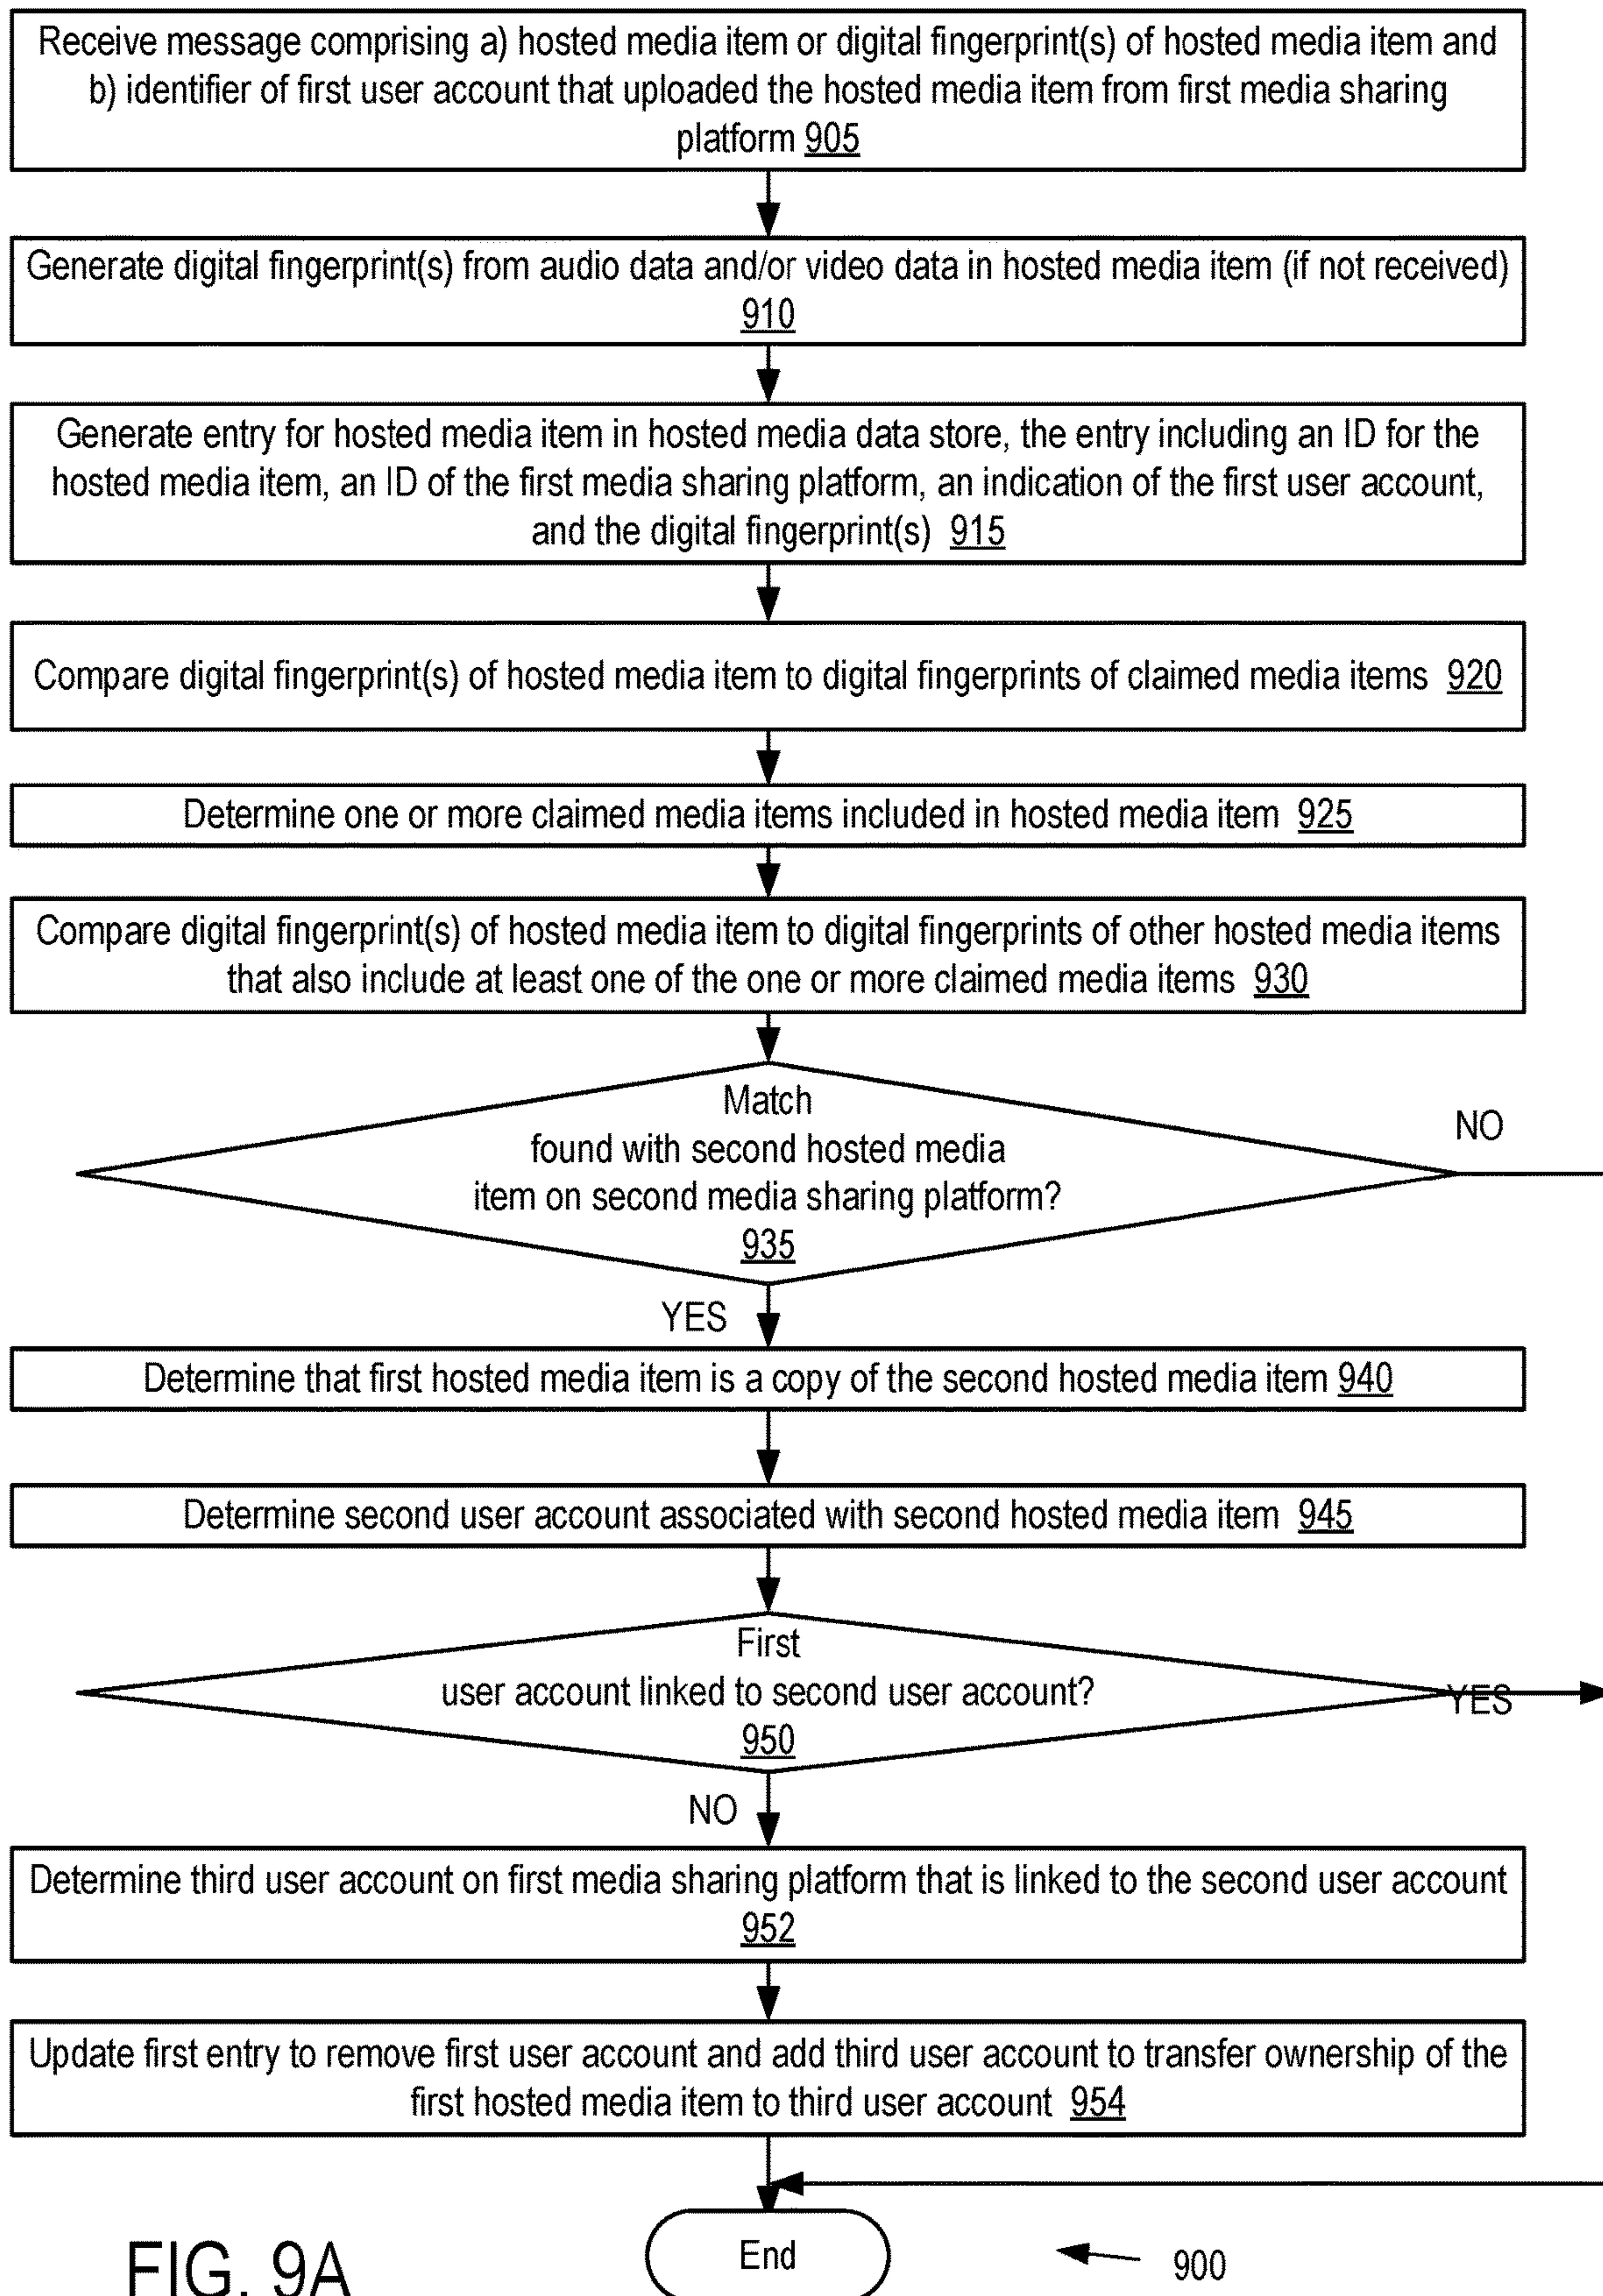 Receive message comprising a) hosted media item or digital fingerprint(s) of hosted media item and
b) identifier of first user account that uploaded the hosted media item from first media sharing
platform 905
Generate digital fingerprint(s) from audio data and/or video data in hosted media item (if not received)
910
Generate entry for hosted media item in hosted media data store, the entry including an ID for the
hosted media item, an ID of the first media sharing platform, an indication of the first user account,
and the digital fingerprint(s) 915
Compare digital fingerprint(s) of hosted media item to digital fingerprints of claimed media items 920
Determine one or more claimed media items included in hosted media item 925
Compare digital fingerprint(s) of hosted media item to digital fingerprints of other hosted media items
that also include at least one of the one or more claimed media items 930
Match
found with second hosted media
item on second media sharing platform?
935
NO
YES
Determine that first hosted media item is a copy of the second hosted media item 940
Determine second user account associated with second hosted media item 945
First
user account linked to second user account?
950
YES
NO
Determine third user account on first media sharing platform that is linked to the second user account
952
Update first entry to remove first user account and add third user account to transfer ownership of the
first hosted media item to third user account 954
End
900
FIG. 9A